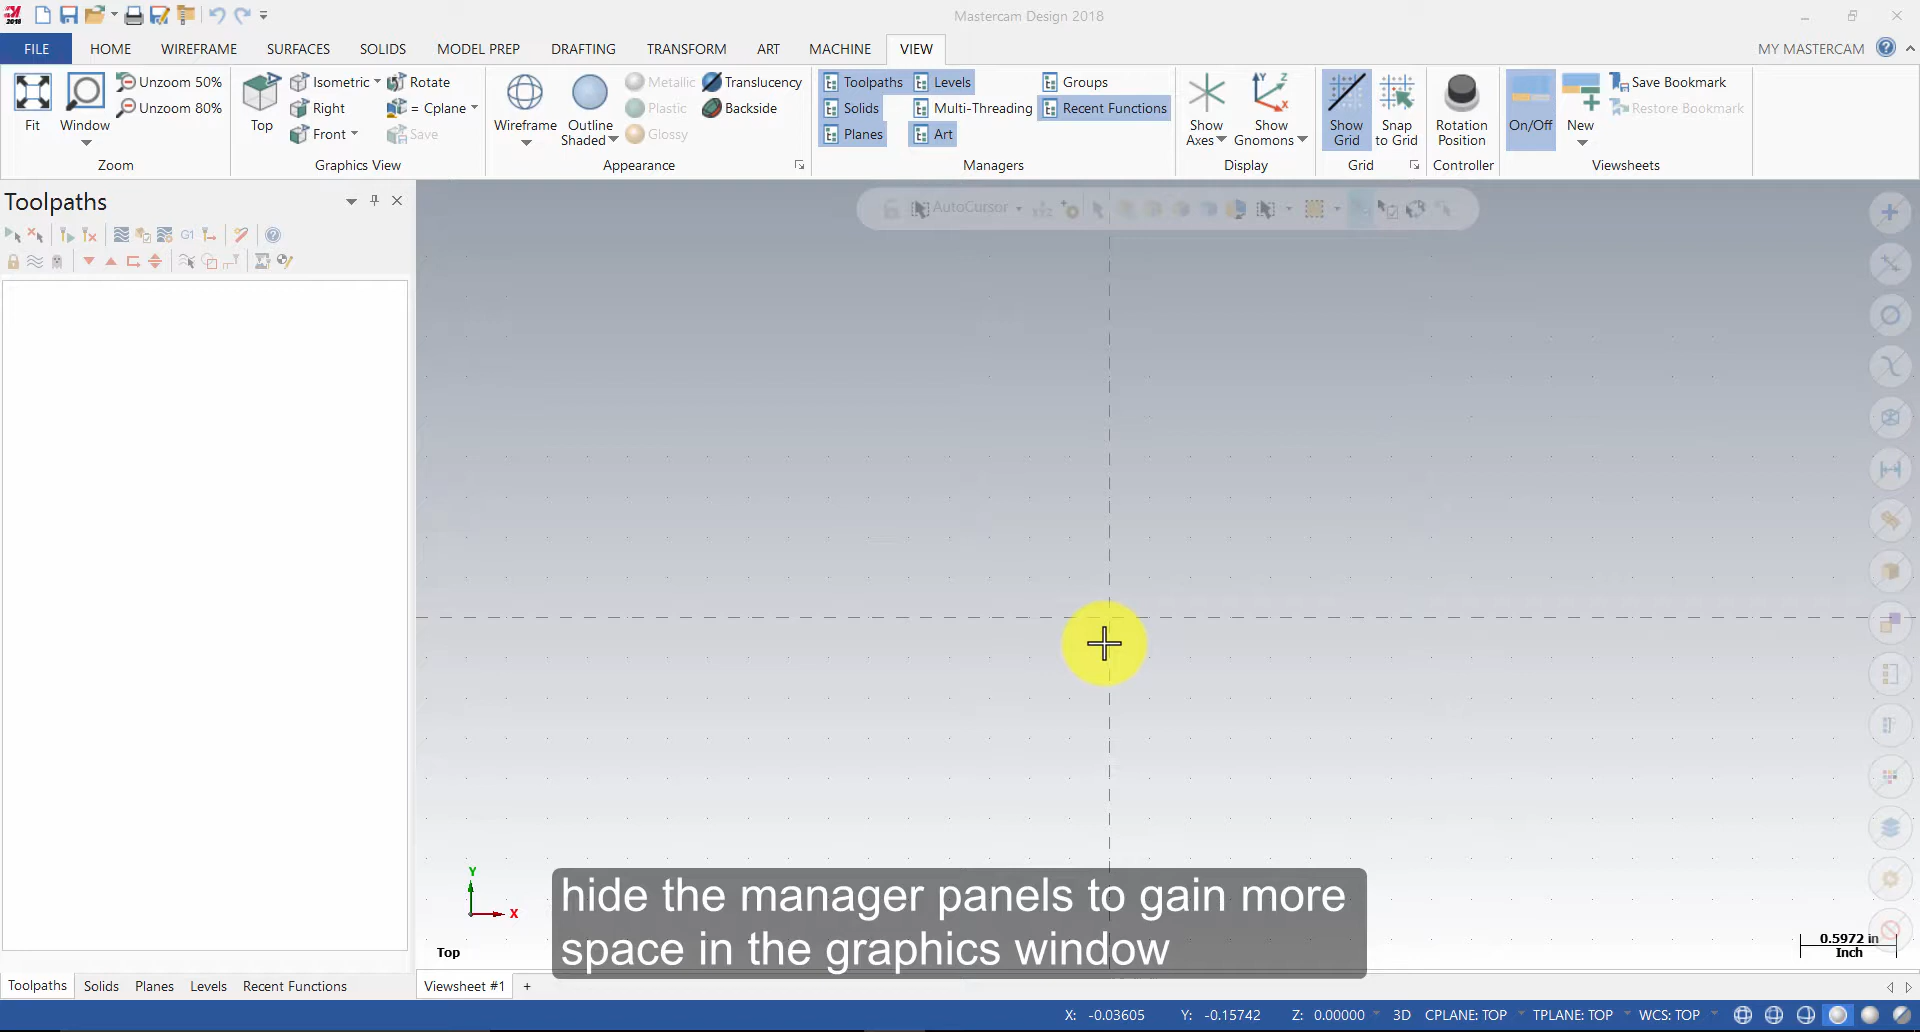 Mastercam Design 2018
FILE HOME WIREFRAME SURFACES SOLIDS MODEL PREP DRAFTING TRANSFORM ART MACHINE VIEW MY MASTERCAM
Fit
Window
Unzoom 50%
Unzoom 80%
Zoom
Top
Isometric
Right
Front
Rotate
= Cplane
Save
Graphics View
Wireframe
Outline
Shaded
Metallic
Plastic
Glossy
Translucency
Backside
Appearance
Toolpaths
Solids
Planes
Levels
Multi-Threading
Art
Groups
Recent Functions
Managers
Show
Axes
Show
Gnomons
Display
Show
Grid
Snap
to Grid
Grid
Rotation
Position
Controller
On/Off
New
Save Bookmark
Restore Bookmark
Viewsheets
Toolpaths
G1
AutoCursor
xyz
Y
X
Top
hide the manager panels to gain more
space in the graphics window
0.5972 in
Inch
Toolpaths Solids Planes Levels Recent Functions
Viewsheet #1 +
X: -0.03605 Y: -0.15742 Z: 0.00000 3D CPLANE: TOP TPLANE: TOP WCS: TOP